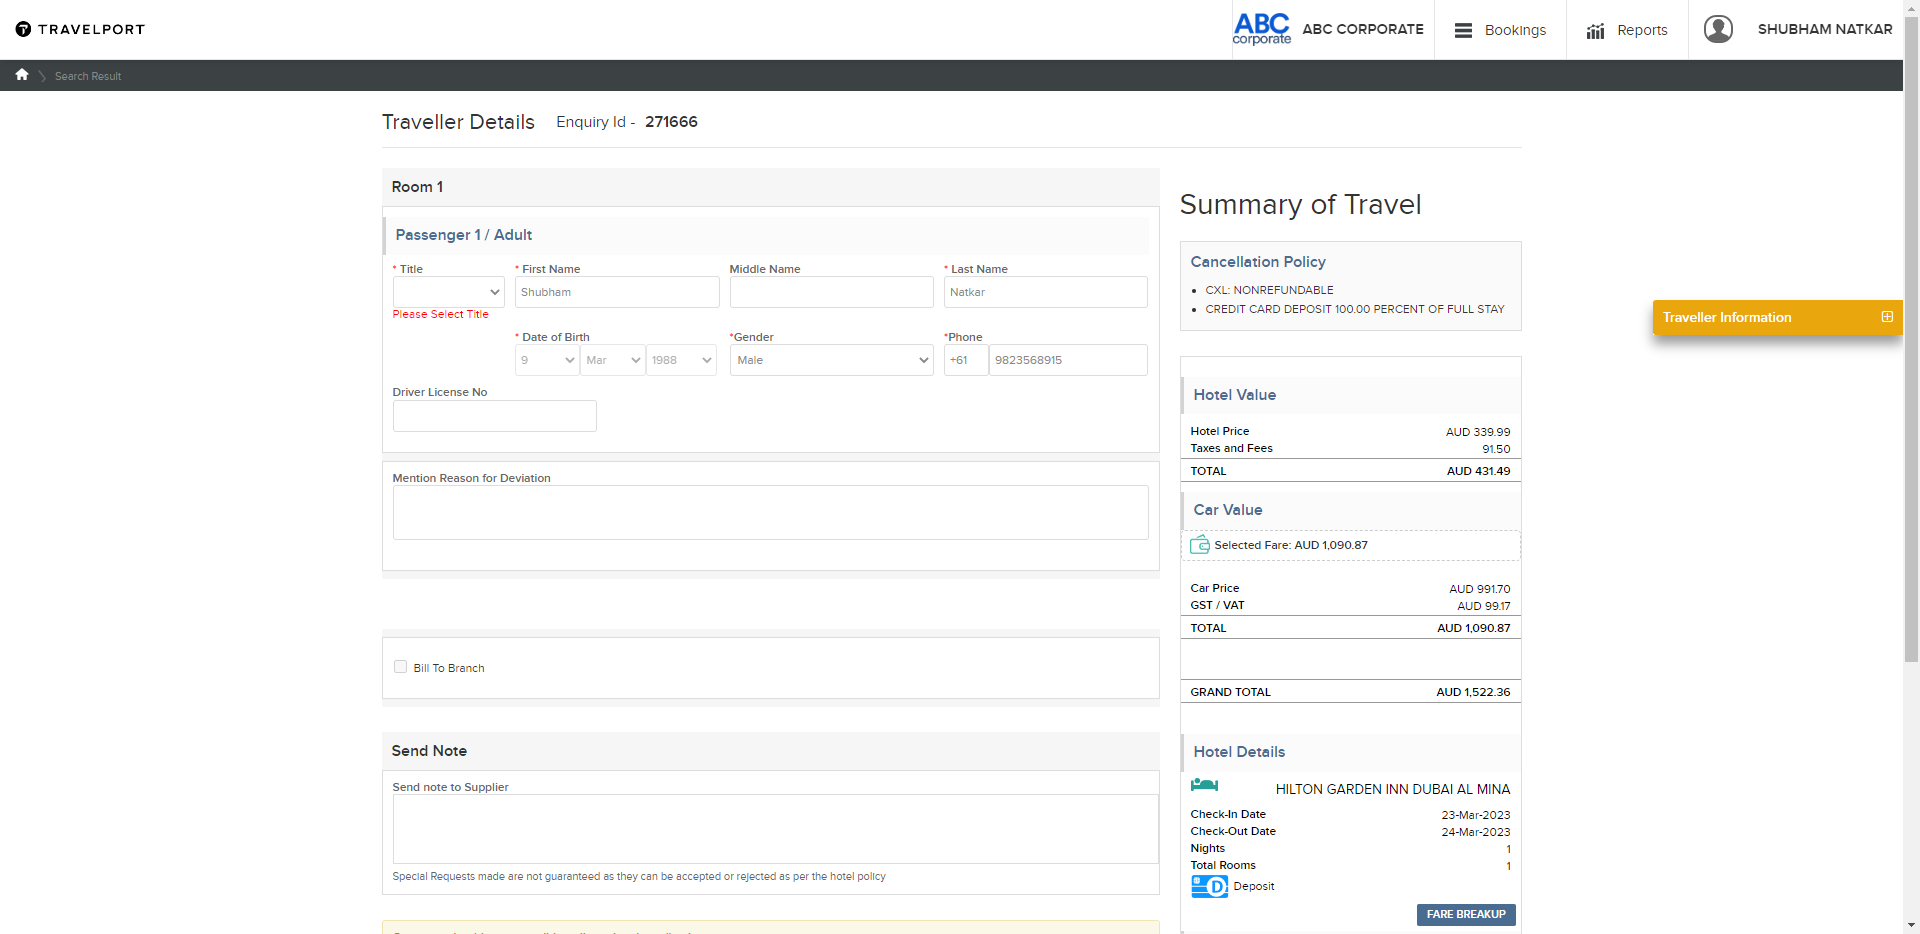 TRAVELPORT
ABC corporate ABC CORPORATE Bookings Reports SHUBHAM NATKAR
Search Result
Traveller Details Enquiry Id - 271666
Room 1
Passenger 1 / Adult
* Title * First Name Middle Name * Last Name
Shubham Natkar
Please Select Title
* Date of Birth *Gender *Phone
9 Mar 1988 Male +61 9823568915
Driver License No
Mention Reason for Deviation
Bill To Branch
Send Note
Send note to Supplier
Special Requests made are not guaranteed as they can be accepted or rejected as per the hotel policy
Summary of Travel
Cancellation Policy
• CXL: NONREFUNDABLE
• CREDIT CARD DEPOSIT 100.00 PERCENT OF FULL STAY
Traveller Information
Hotel Value
Hotel Price AUD 339.99
Taxes and Fees 91.50
TOTAL AUD 431.49
Car Value
Selected Fare: AUD 1,090.87
Car Price AUD 991.70
GST / VAT AUD 99.17
TOTAL AUD 1,090.87
GRAND TOTAL AUD 1,522.36
Hotel Details
HILTON GARDEN INN DUBAI AL MINA
Check-In Date 23-Mar-2023
Check-Out Date 24-Mar-2023
Nights 1
Total Rooms 1
D Deposit
FARE BREAKUP